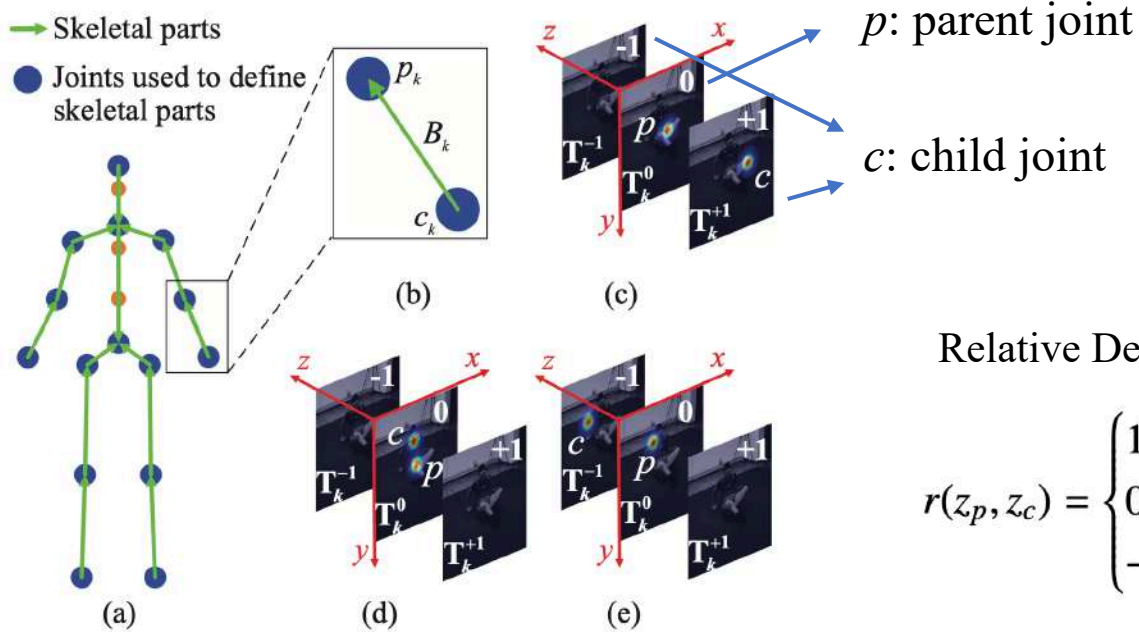 Skeletal parts
Joints used to define
skeletal parts
(a)
p_k
B_k
c_k
(b)
z
x
-1
0
+1
p
c
T_k^{-1}
T_k^0
T_k^{+1}
y
(c)
p: parent joint
c: child joint
z
x
-1
0
+1
c
p
T_k^{-1}
T_k^0
T_k^{+1}
y
(d)
z
x
-1
0
+1
c
p
T_k^{-1}
T_k^0
T_k^{+1}
y
(e)
Relative De
r(z_p, z_c) = {
1
0
-